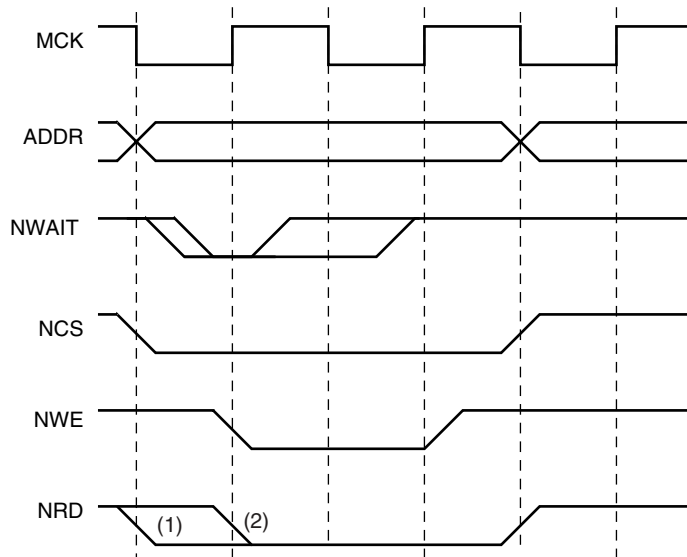 MCK
ADDR
NWAIT
NCS
NWE
NRD
(1)
(2)